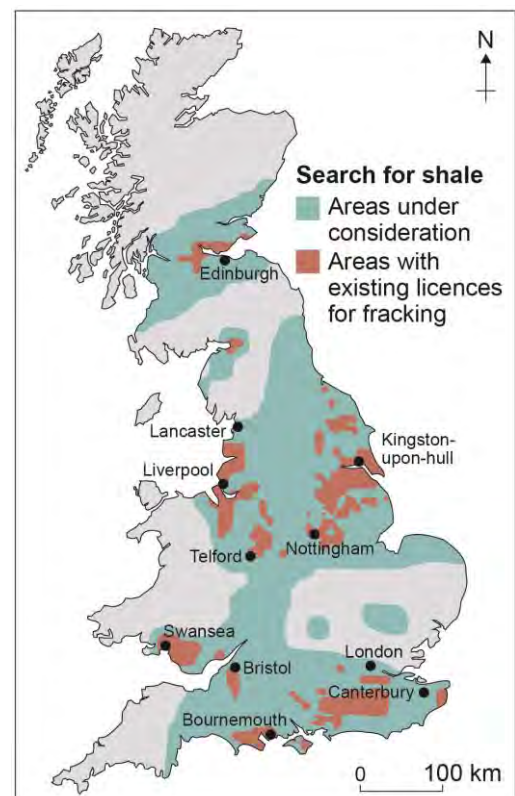 N
Search for shale
Areas under
consideration
Areas with
existing licences
for fracking
Edinburgh
Lancaster
Kingston-
upon-hull
Liverpool
Nottingham
Telford
Swansea
London
Bristol
Canterbury
Bournemouth
0 100 km